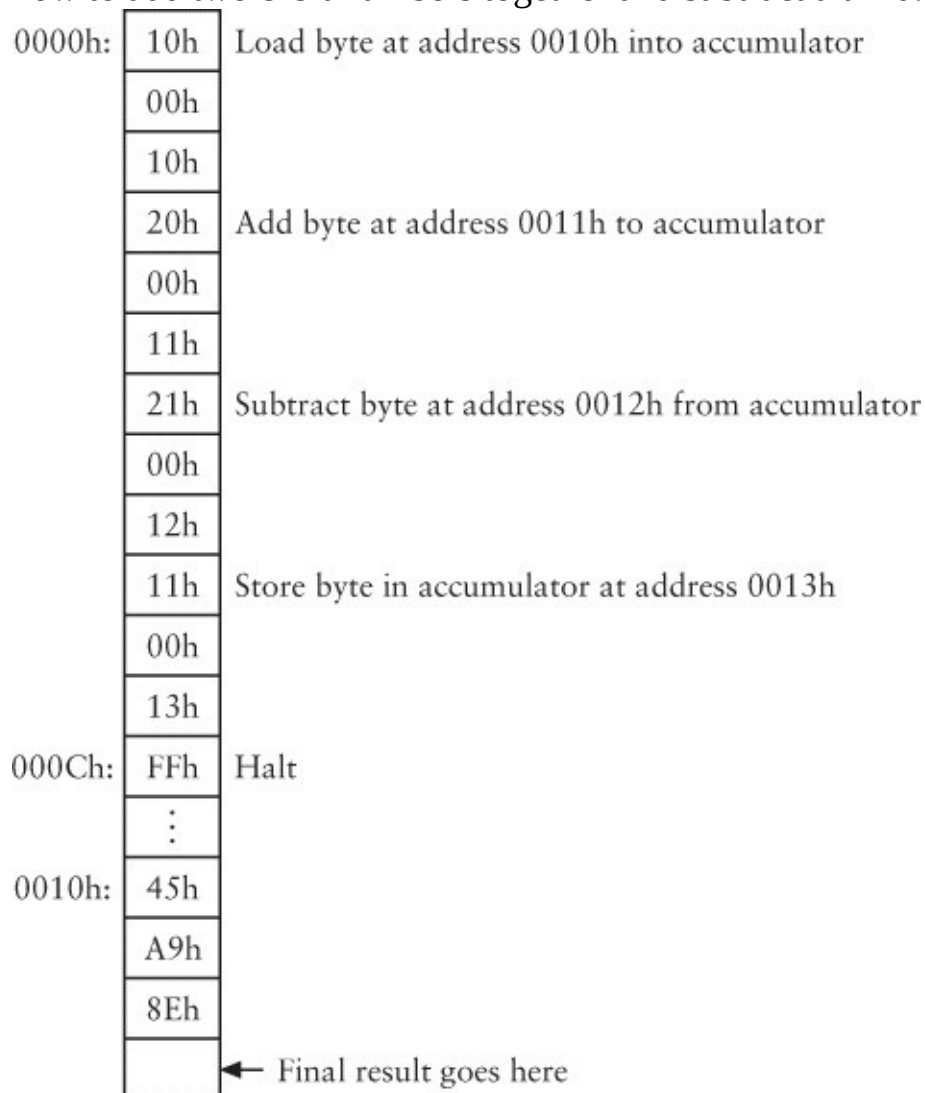 0000h: 10h Load byte at address 0010h into accumulator
00h
10h
20h Add byte at address 0011h to accumulator
00h
11h
21h Subtract byte at address 0012h from accumulator
00h
12h
11h Store byte in accumulator at address 0013h
00h
13h
000Ch: FFh Halt
⋮
0010h: 45h
A9h
8Eh
← Final result goes here